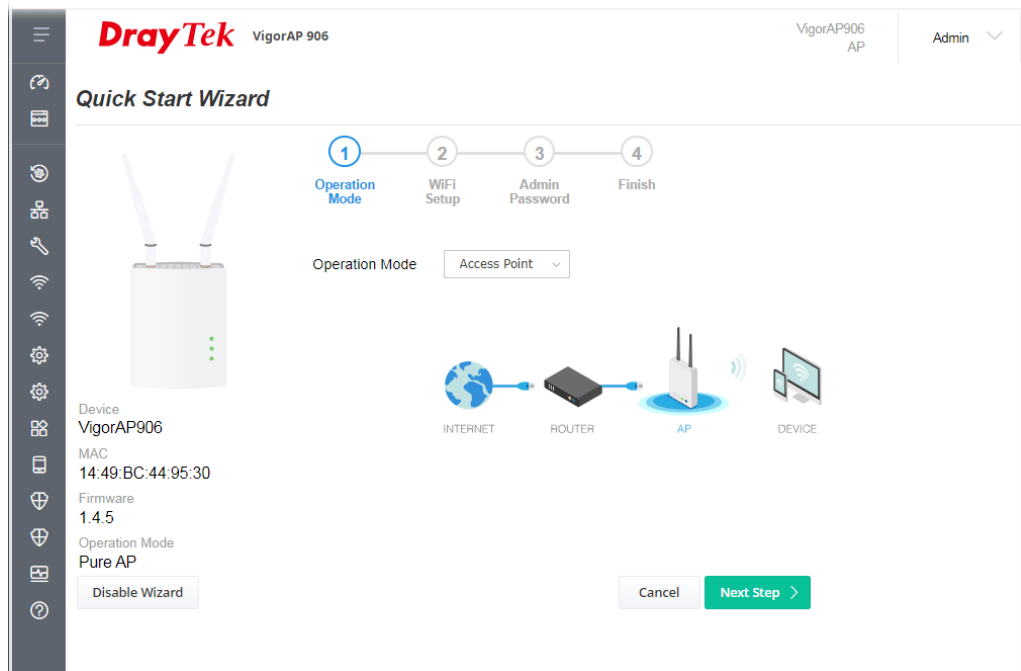 DrayTek VigorAP 906
VigorAP906
AP
Admin
Quick Start Wizard
1 2 3 4
Operation Mode
WiFi Setup
Admin Password
Finish
Operation Mode Access Point
INTERNET ROUTER AP DEVICE
Device
VigorAP906
MAC
14:49:BC:44:95:30
Firmware
1.4.5
Operation Mode
Pure AP
Disable Wizard Cancel Next Step